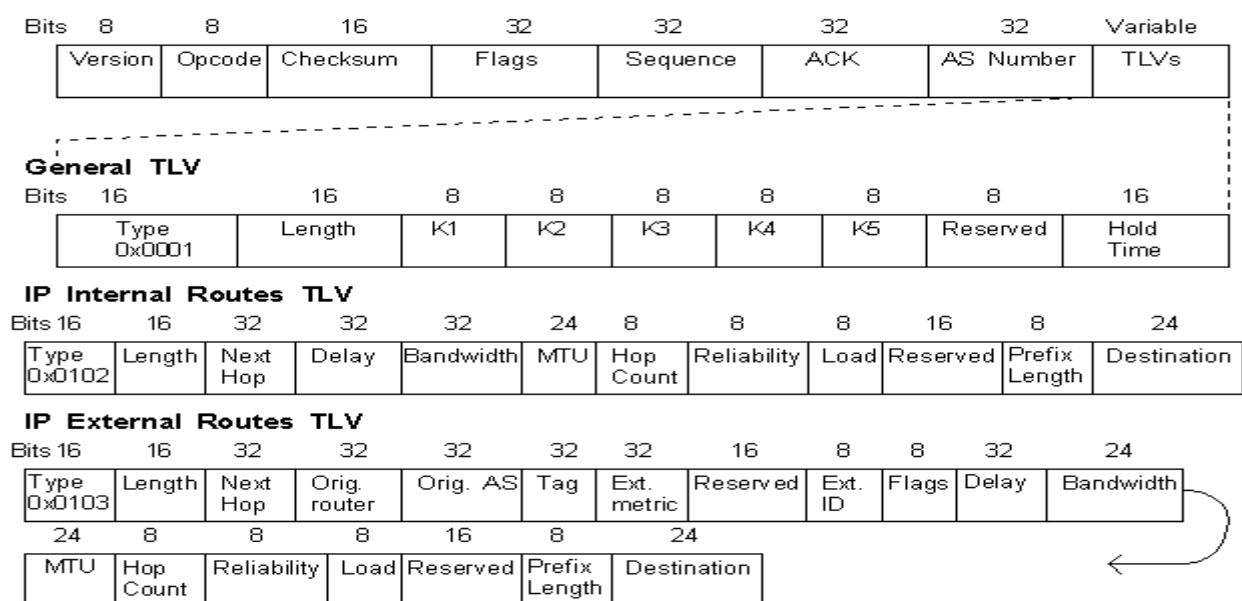 Bits 8 8 16 32 32 32 32 Variable
Version Opcode Checksum Flags Sequence ACK AS Number TLVs
General TLV
Bits 16 16 8 8 8 8 8 8 16
Type 0x0001 Length K1 K2 K3 K4 K5 Reserved Hold Time
IP Internal Routes TLV
Bits 16 16 32 32 32 24 8 8 8 16 8 24
Type 0x0102 Length Next Hop Delay Bandwidth MTU Hop Count Reliability Load Reserved Prefix Length Destination
IP External Routes TLV
Bits 16 16 32 32 32 32 32 16 8 8 32 24
Type 0x0103 Length Next Hop Orig. router Orig. AS Tag Ext. metric Reserved Ext. ID Flags Delay Bandwidth
24 8 8 8 16 8 24
MTU Hop Count Reliability Load Reserved Prefix Length Destination